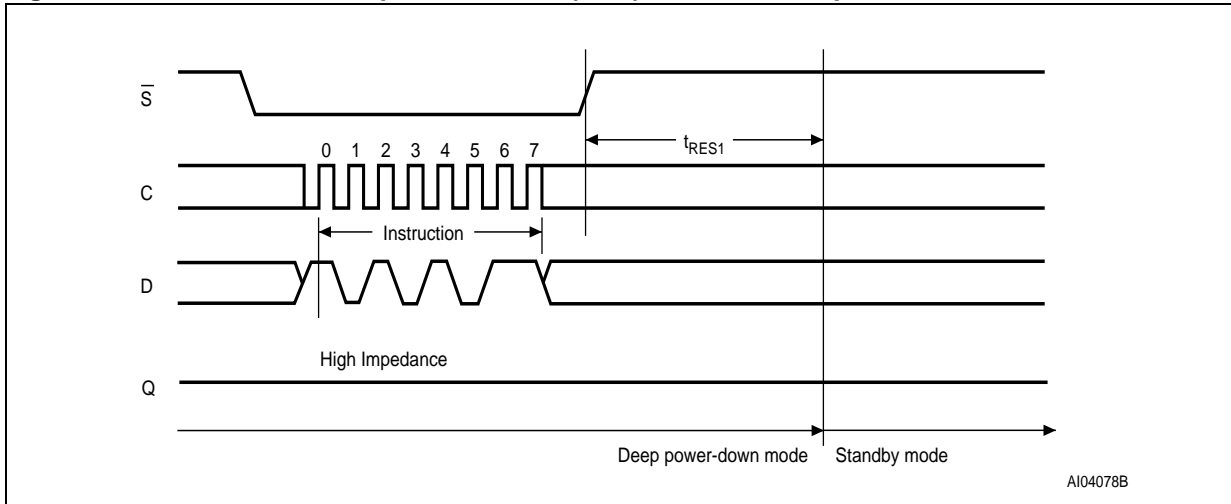 S
tRES1
0 1 2 3 4 5 6 7
C
Instruction
D
High Impedance
Q
Deep power-down mode Standby mode
AI04078B